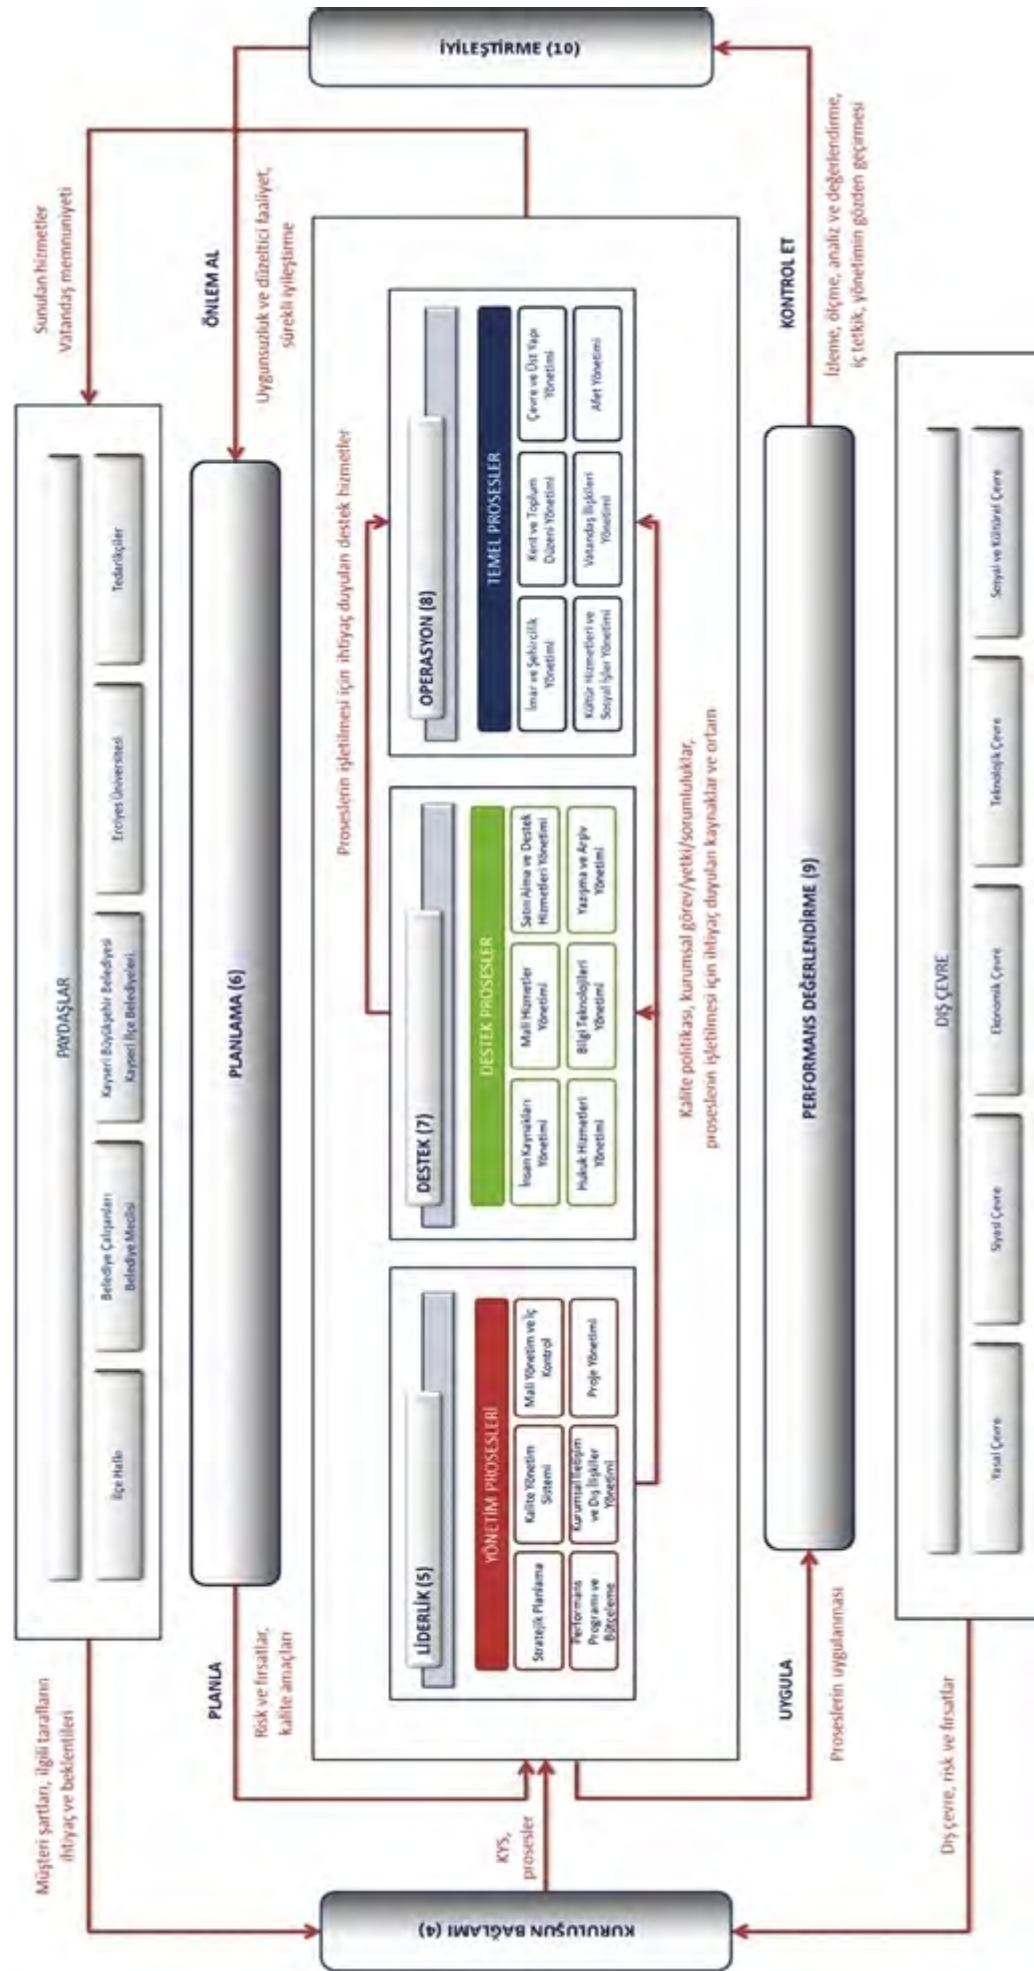 Müşteri şartları, ilgili tarafların
ihtiyaç ve beklentileri
PAYDAŞLAR
İlçe Halkı
Belediye Çalışanları
Belediye Meclisi
Kayseri Büyükşehir Belediyesi
Kayseri İlçe Belediyeleri
Erciyes Üniversitesi
Tedarikçiler
Sunulan hizmetler
Vatandaş memnuniyeti
PLANLA
Risk ve fırsatlar,
kalite amaçları
PLANLAMA (6)
ÖNLEM AL
Uygunsuzluk ve düzeltici faaliyet,
sürekli iyileştirme
KURULUŞUN BAĞLAMI (4)
KYS,
prosesler
LİDERLİK (5)
YÖNETİM PROSESLERİ
Stratejik Planlama
Kalite Yönetim
Sistemi
Mali Yönetim ve İç
Kontrol
Performans
Programı ve
Bütçeleme
Kurumsal İletişim
ve Dış İlişkiler
Yönetimi
Proje Yönetimi
DESTEK (7)
DESTEK PROSESLER
İnsan Kaynakları
Yönetimi
Mali Hizmetler
Yönetimi
Satın Alma ve Destek
Hizmetleri Yönetimi
Hukuk Hizmetleri
Yönetimi
Bilgi Teknolojileri
Yönetimi
Yazışma ve Arşiv
Yönetimi
Proseslerin işletilmesi için ihtiyaç duyulan destek hizmetler
OPERASYON (8)
TEMEL PROSESLER
İmar ve Şehircilik
Yönetimi
Kent ve Toplum
Düzeni Yönetimi
Çevre ve Üst Yapı
Yönetimi
Kültür Hizmetleri ve
Sosyal İşler Yönetimi
Vatandaş İlişkileri
Yönetimi
Afet Yönetimi
İYİLEŞTİRME (10)
Kalite politikası, kurumsal görev/yetki/sorumluluklar,
proseslerin işletilmesi için ihtiyaç duyulan kaynaklar ve ortam
UYGULA
Proseslerin uygulanması
PERFORMANS DEĞERLENDİRME (9)
KONTROL ET
İzleme, ölçme, analiz ve değerlendirme,
iç tetkik, yönetimin gözden geçirmesi
Dış çevre, risk ve fırsatlar
DIŞ ÇEVRE
Yasal Çevre
Siyasi Çevre
Ekonomik Çevre
Teknolojik Çevre
Sosyal ve Kültürel Çevre